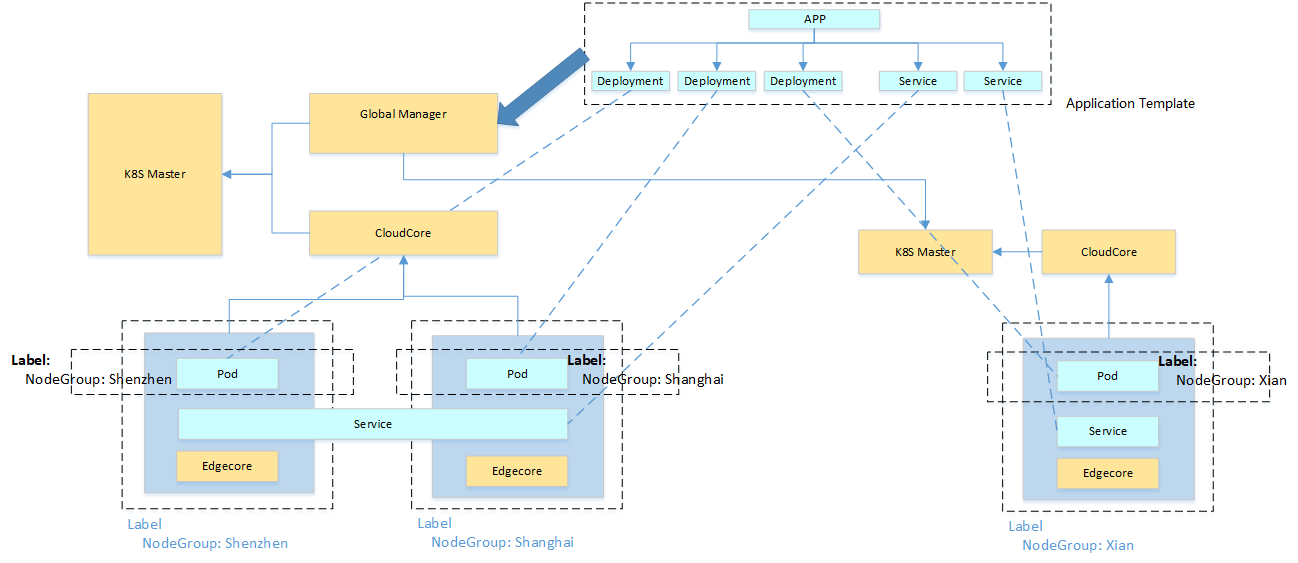 APP
Deployment
Deployment
Deployment
Service
Service
Application Template
Global Manager
K8S Master
CloudCore
K8S Master
CloudCore
Label:
NodeGroup: Shenzhen
Pod
Pod
Label:
NodeGroup: Shanghai
Pod
Label:
NodeGroup: Xian
Service
Service
Edgecore
Edgecore
Edgecore
Label
NodeGroup: Shenzhen
Label
NodeGroup: Shanghai
Label
NodeGroup: Xian